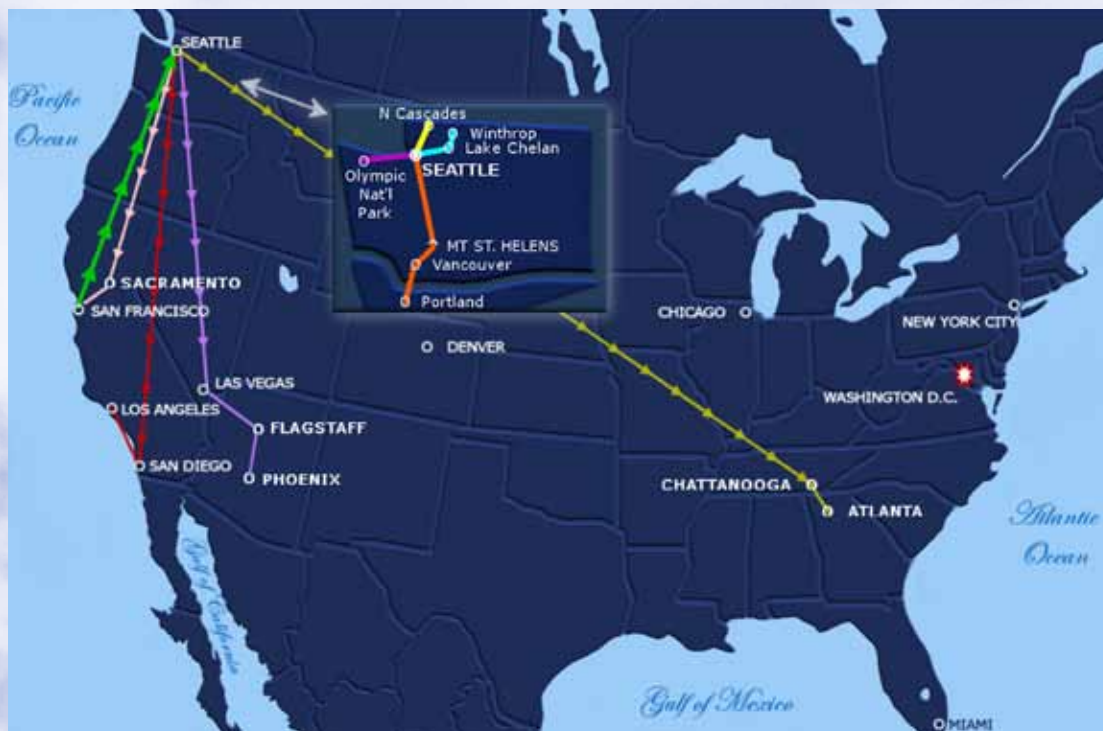 SEATTLE
Pacific
Ocean
N Cascades
Winthrop
Lake Chelan
SEATTLE
Olympic
Nat'l
Park
MT ST. HELENS
Vancouver
Portland
SACRAMENTO
SAN FRANCISCO
CHICAGO
NEW YORK CITY
DENVER
LAS VEGAS
WASHINGTON D.C.
LOS ANGELES
FLAGSTAFF
SAN DIEGO
PHOENIX
CHATTANOOGA
ATLANTA
Atlantic
Ocean
Gulf of California
Gulf of Mexico
MIAMI